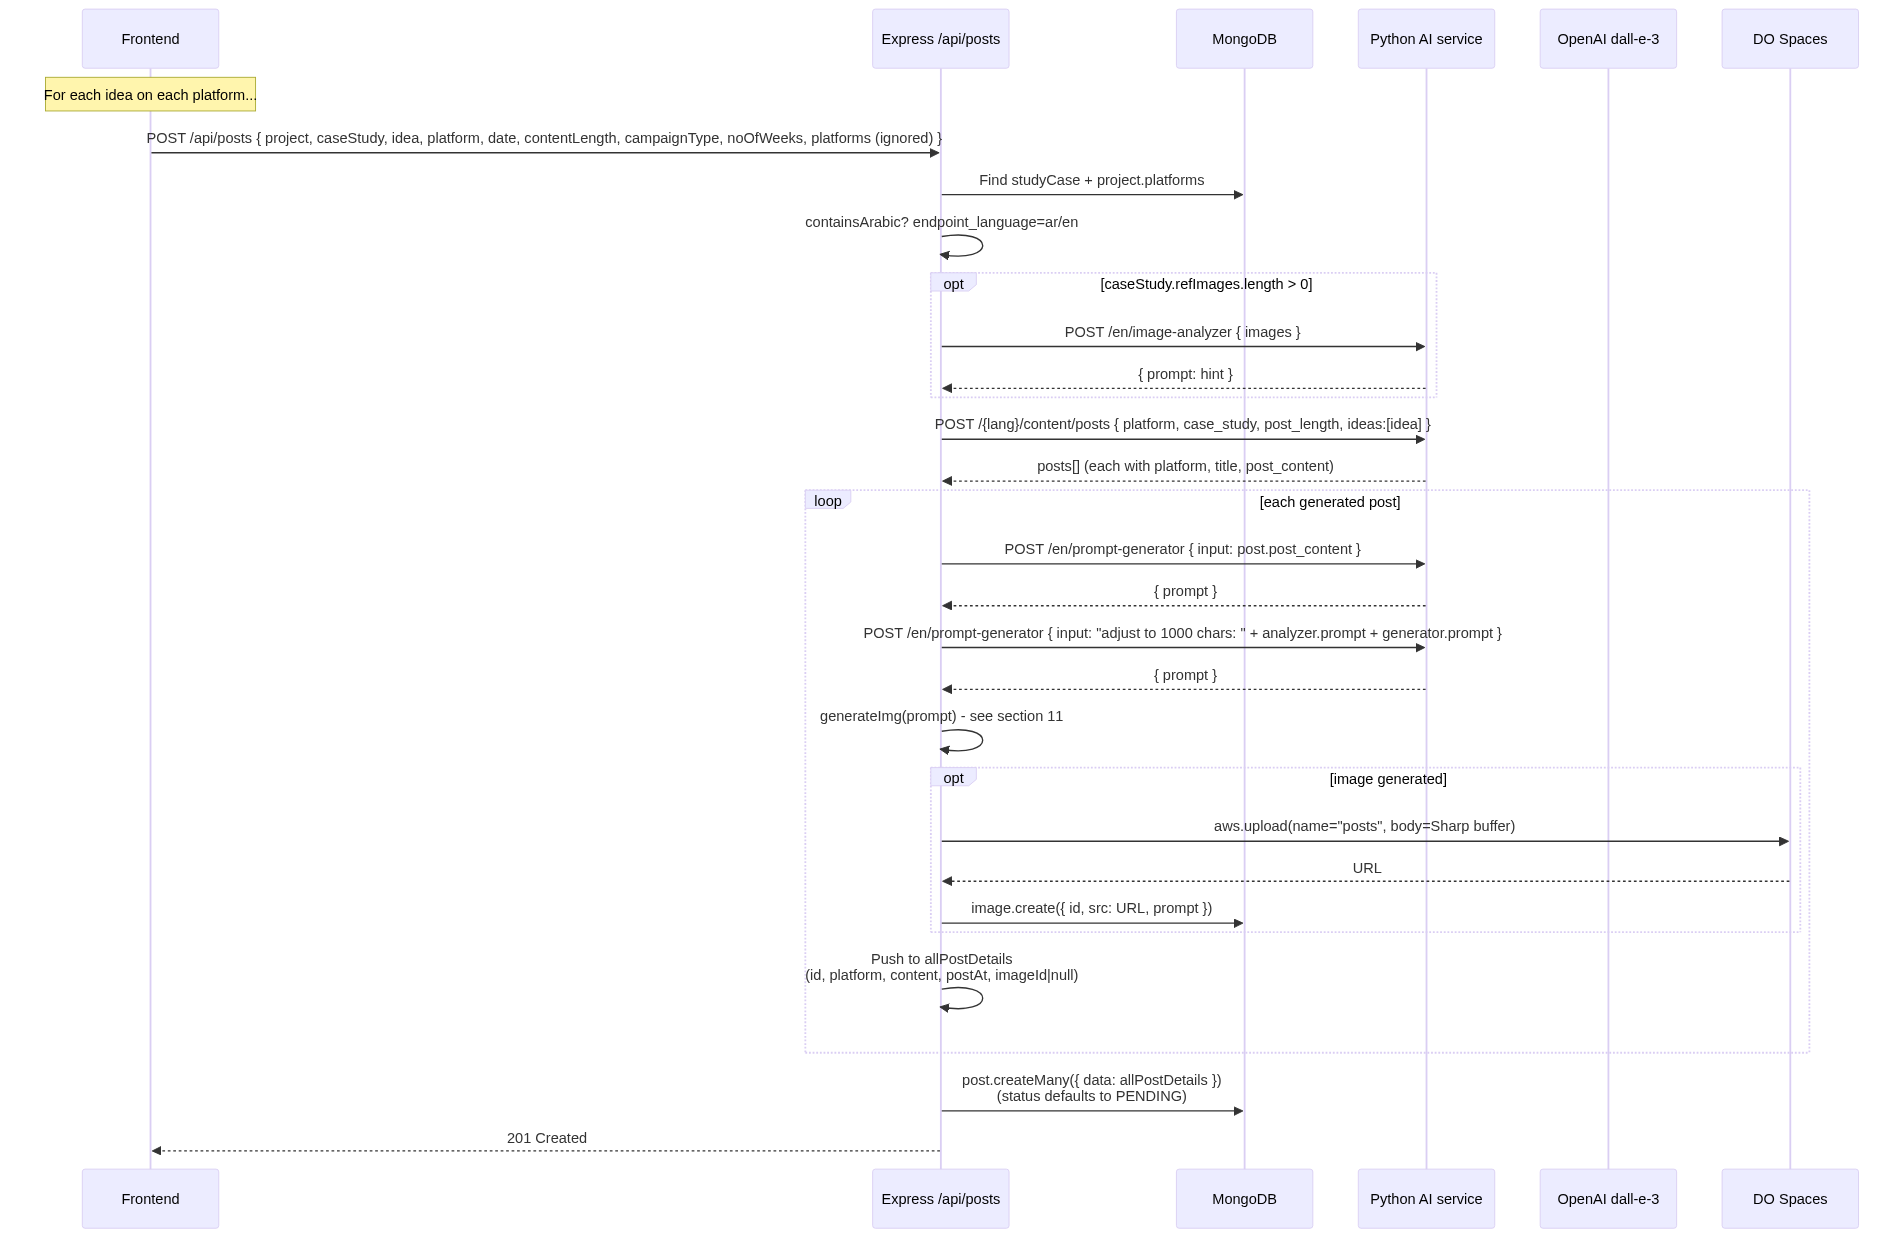 Frontend
Express /api/posts
MongoDB
Python AI service
OpenAI dall-e-3
DO Spaces
For each idea on each platform...
POST /api/posts { project, caseStudy, idea, platform, date, contentLength, campaignType, noOfWeeks, platforms (ignored) }
Find studyCase + project.platforms
containsArabic? endpoint_language=ar/en
opt
[caseStudy.refImages.length > 0]
POST /en/image-analyzer { images }
{ prompt: hint }
POST /{lang}/content/posts { platform, case_study, post_length, ideas:[idea] }
posts[] (each with platform, title, post_content)
loop
[each generated post]
POST /en/prompt-generator { input: post.post_content }
{ prompt }
POST /en/prompt-generator { input: "adjust to 1000 chars: " + analyzer.prompt + generator.prompt }
{ prompt }
generateImg(prompt) - see section 11
opt
[image generated]
aws.upload(name="posts", body=Sharp buffer)
URL
image.create({ id, src: URL, prompt })
Push to allPostDetails
(id, platform, content, postAt, imageId|null)
post.createMany({ data: allPostDetails })
(status defaults to PENDING)
201 Created
Frontend
Express /api/posts
MongoDB
Python AI service
OpenAI dall-e-3
DO Spaces